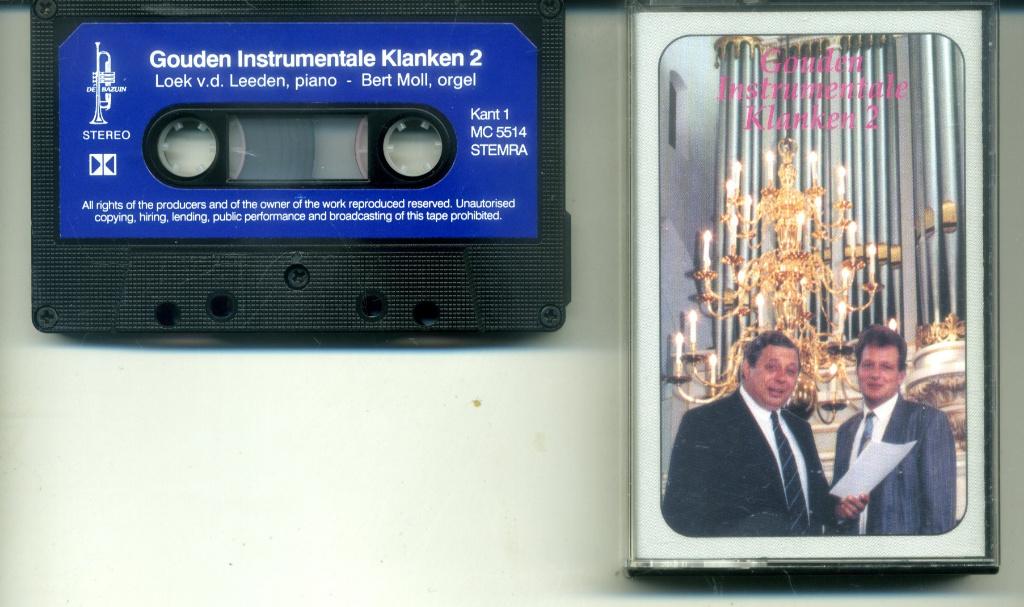 Gouden Instrumentale Klanken 2
Loek v.d. Leeden, piano - Bert Moll, orgel
DE BAZUIN
STEREO
Kant 1
MC 5514
STEMRA
All rights of the producers and of the owner of the work reproduced reserved. Unautorised
copying, hiring, lending, public performance and broadcasting of this tape prohibited.
Gouden
Instrumentale
Klanken 2